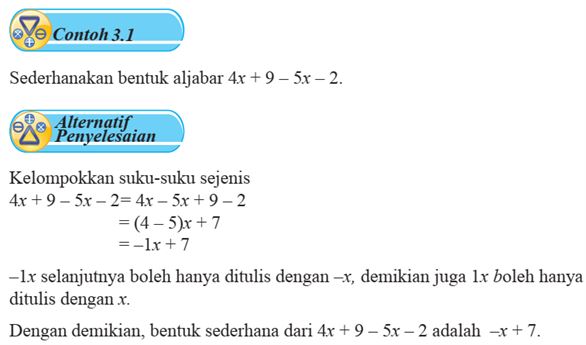 Contoh 3.1
Sederhanakan bentuk aljabar 4x + 9 – 5x – 2.
Alternatif
Penyelesaian
Kelompokkan suku-suku sejenis
4x + 9 – 5x – 2= 4x – 5x + 9 – 2
= (4 – 5)x + 7
= –1x + 7
–1x selanjutnya boleh hanya ditulis dengan –x, demikian juga 1x boleh hanya
ditulis dengan x.
Dengan demikian, bentuk sederhana dari 4x + 9 – 5x – 2 adalah –x + 7.